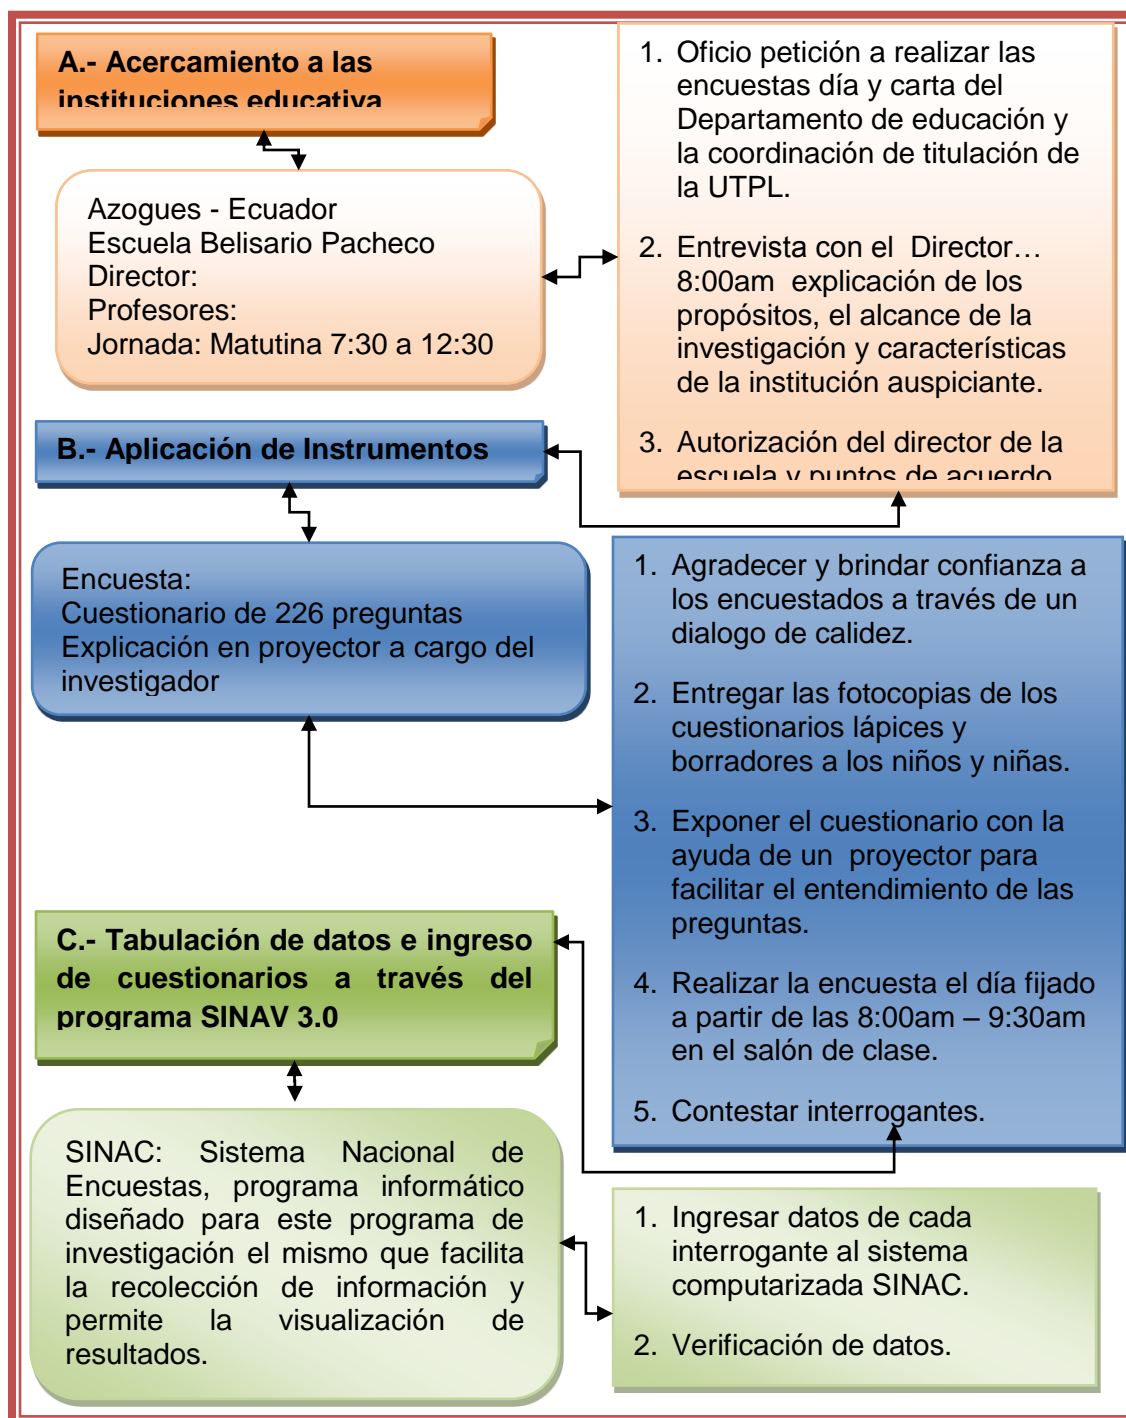 A.- Acercamiento a las
instituciones educativa
Azogues - Ecuador
Escuela Belisario Pacheco
Director:
Profesores:
Jornada: Matutina 7:30 a 12:30
1. Oficio petición a realizar las
encuestas día y carta del
Departamento de educación y
la coordinación de titulación de
la UTPL.
2. Entrevista con el Director…
8:00am explicación de los
propósitos, el alcance de la
investigación y características
de la institución auspiciante.
3. Autorización del director de la
escuela y puntos de acuerdo
B.- Aplicación de Instrumentos
Encuesta:
Cuestionario de 226 preguntas
Explicación en proyector a cargo del
investigador
1. Agradecer y brindar confianza a
los encuestados a través de un
dialogo de calidez.
2. Entregar las fotocopias de los
cuestionarios lápices y
borradores a los niños y niñas.
3. Exponer el cuestionario con la
ayuda de un proyector para
facilitar el entendimiento de las
preguntas.
4. Realizar la encuesta el día fijado
a partir de las 8:00am – 9:30am
en el salón de clase.
5. Contestar interrogantes.
C.- Tabulación de datos e ingreso
de cuestionarios a través del
programa SINAV 3.0
SINAC: Sistema Nacional de
Encuestas, programa informático
diseñado para este programa de
investigación el mismo que facilita
la recolección de información y
permite la visualización de
resultados.
1. Ingresar datos de cada
interrogante al sistema
computarizada SINAC.
2. Verificación de datos.